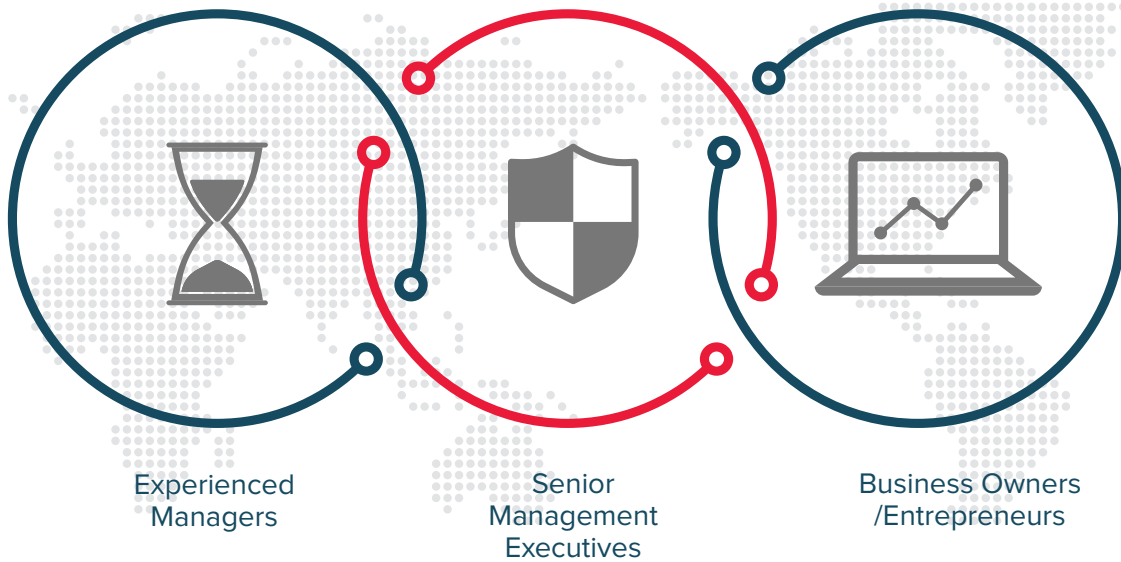 Experienced
Managers
Senior
Management
Executives
Business Owners
/Entrepreneurs